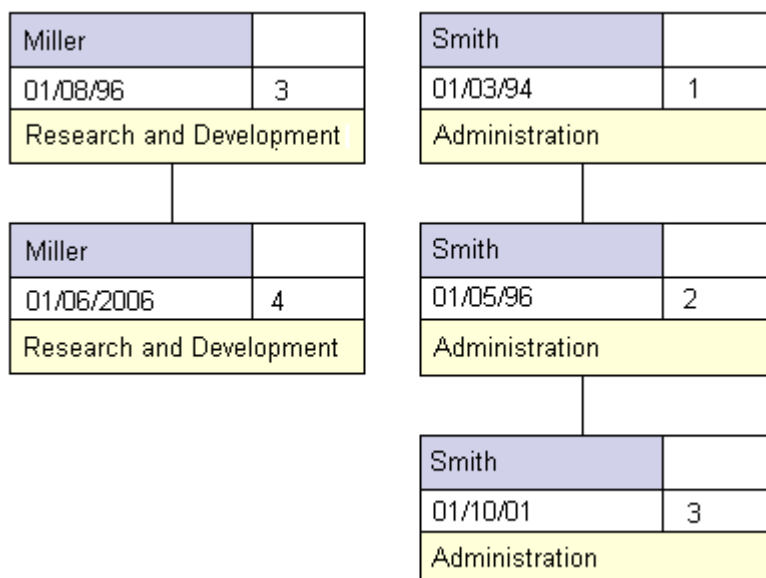 Miller
01/08/96 3
Research and Development
Miller
01/06/2006 4
Research and Development
Smith
01/03/94 1
Administration
Smith
01/05/96 2
Administration
Smith
01/10/01 3
Administration